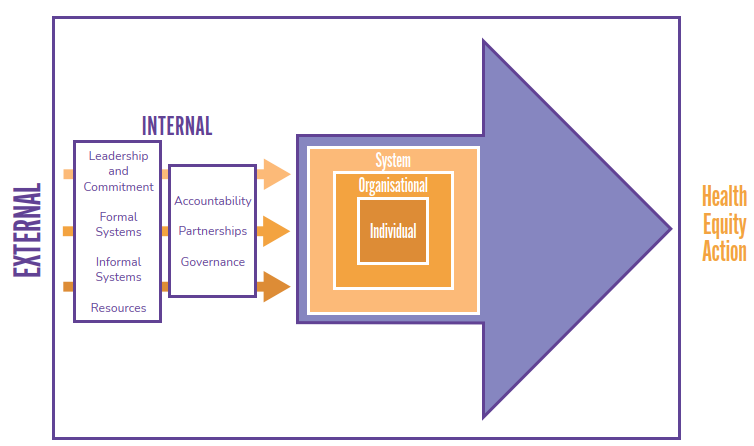 EXTERNAL
INTERNAL
Leadership
and
Commitment
Formal
Systems
Informal
Systems
Resources
Accountability
Partnerships
Governance
System
Organisational
Individual
Health
Equity
Action